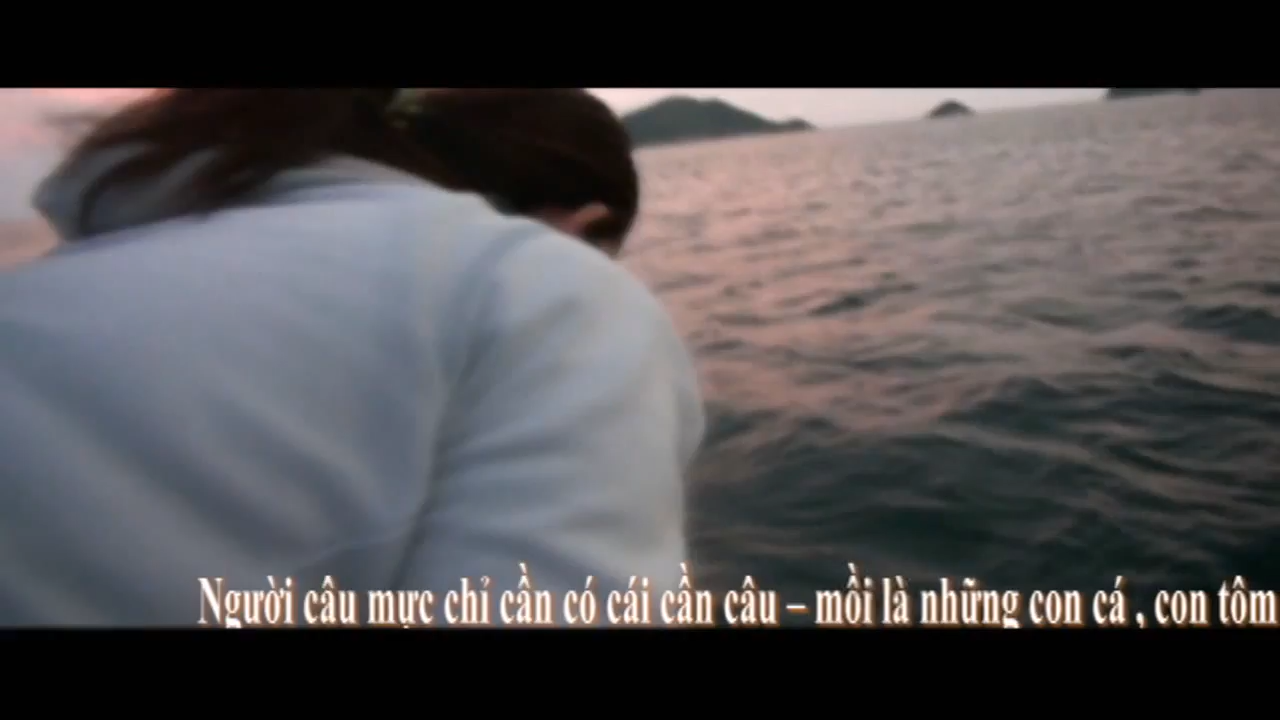 Người câu mực chỉ cần có cái cần câu – mồi là những con cá , con tôm